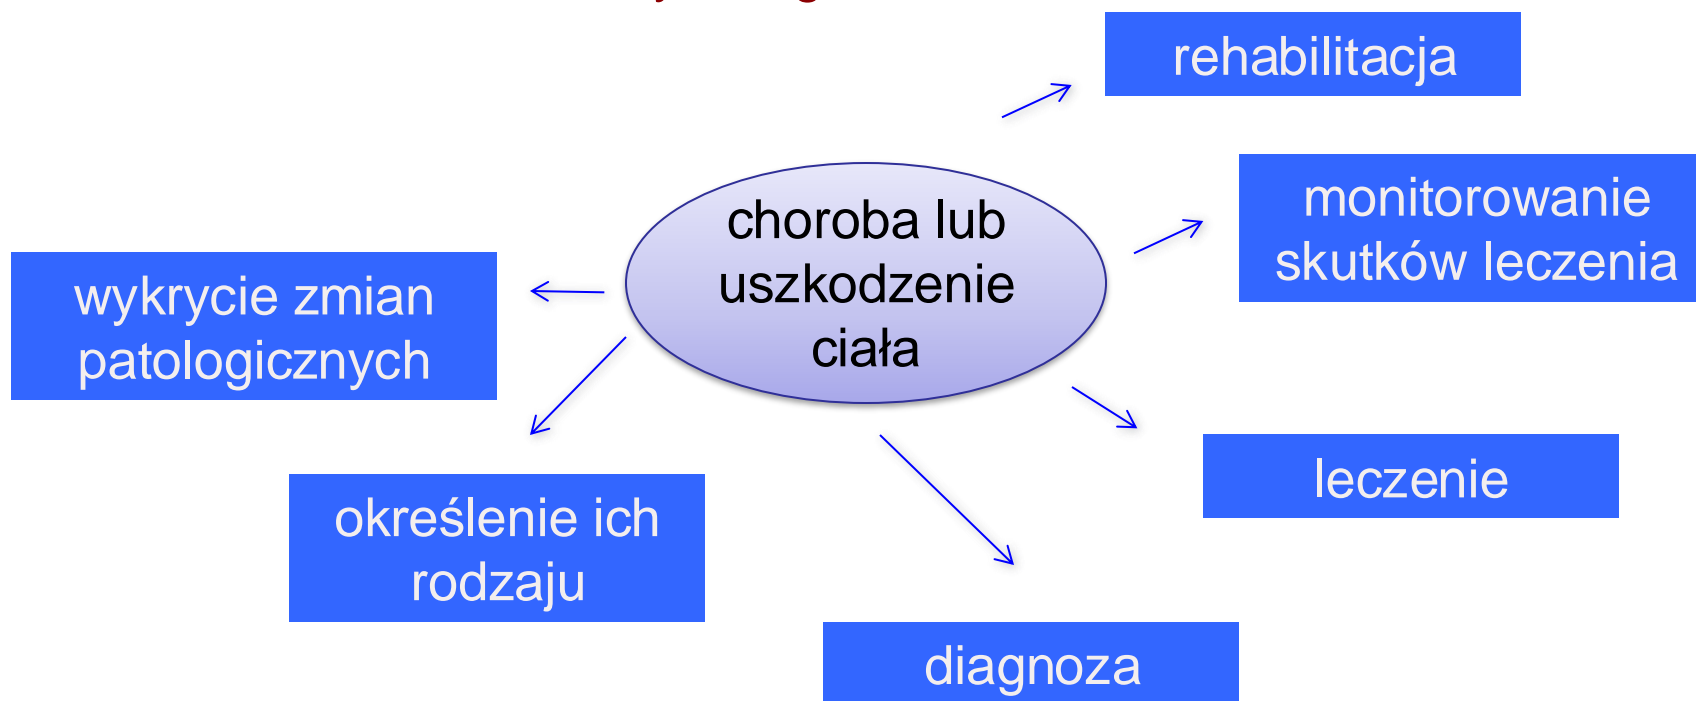 rehabilitacja
monitorowanie
skutków leczenia
choroba lub
uszkodzenie
ciała
wykrycie zmian
patologicznych
leczenie
określenie ich
rodzaju
diagnoza